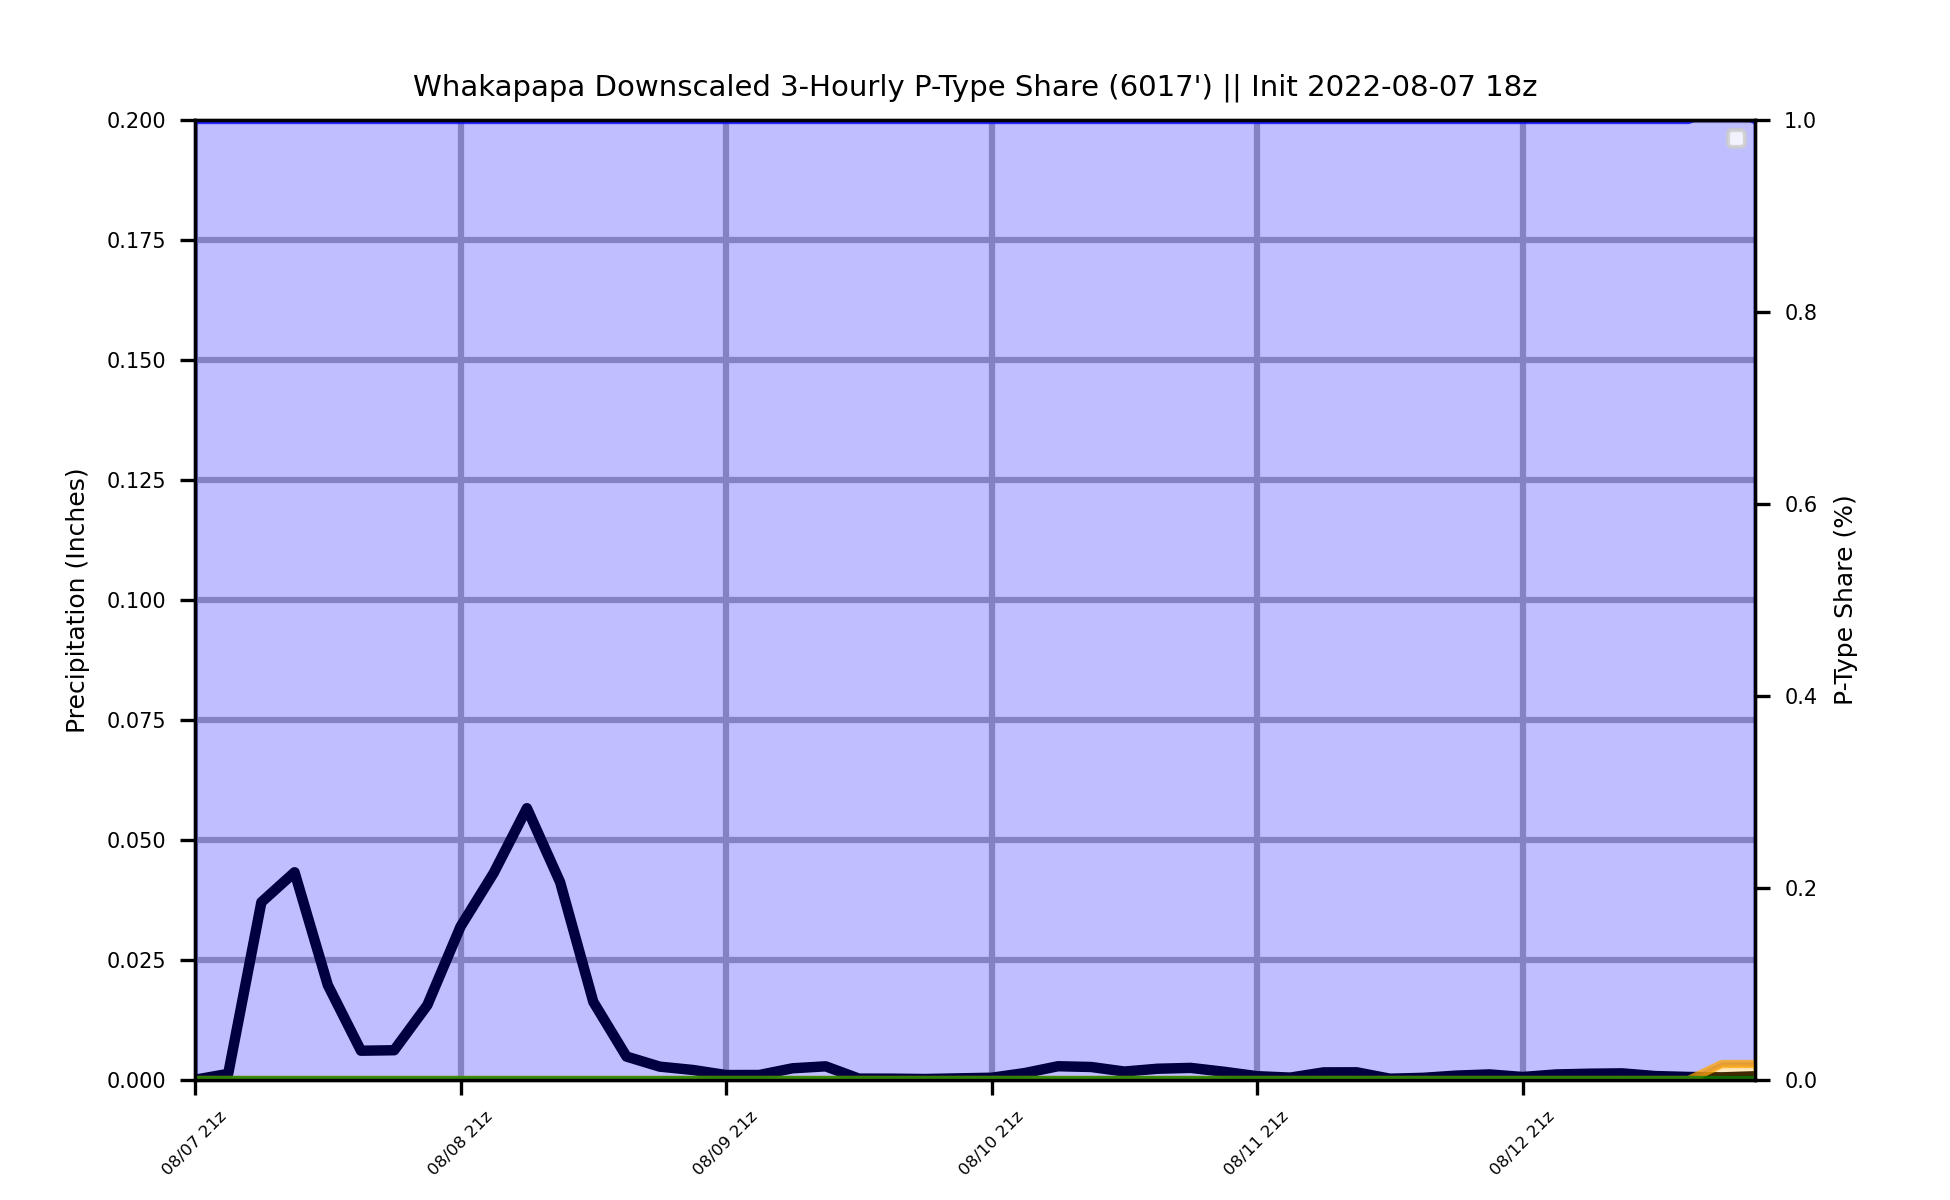 Whakapapa Downscaled 3-Hourly P-Type Share (6017') || Init 2022-08-07 18z
0.200
0.175
0.150
0.125
0.100
0.075
0.050
0.025
0.000
Precipitation (Inches)
1.0
0.8
0.6
0.4
0.2
0.0
P-Type Share (%)
08/07 21z
08/08 21z
08/09 21z
08/10 21z
08/11 21z
08/12 21z